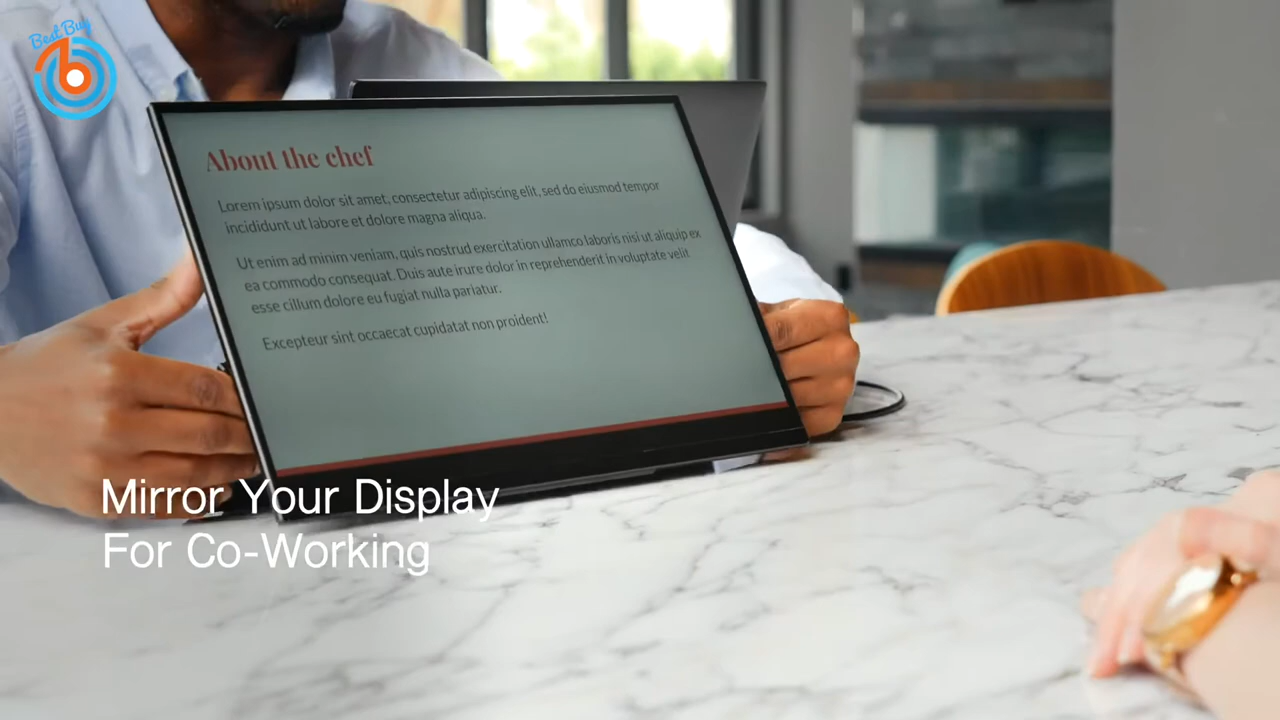 Best Buy
b
About the chef
Lorem ipsum dolor sit amet, consectetur adipiscing elit, sed do eiusmod tempor
incididunt ut labore et dolore magna aliqua.
Ut enim ad minim veniam, quis nostrud exercitation ullamco laboris nisi ut aliquip ex
ea commodo consequat. Duis aute irure dolor in reprehenderit in voluptate velit
esse cillum dolore eu fugiat nulla pariatur.
Excepteur sint occaecat cupidatat non proident!
Mirror Your Display
For Co-Working